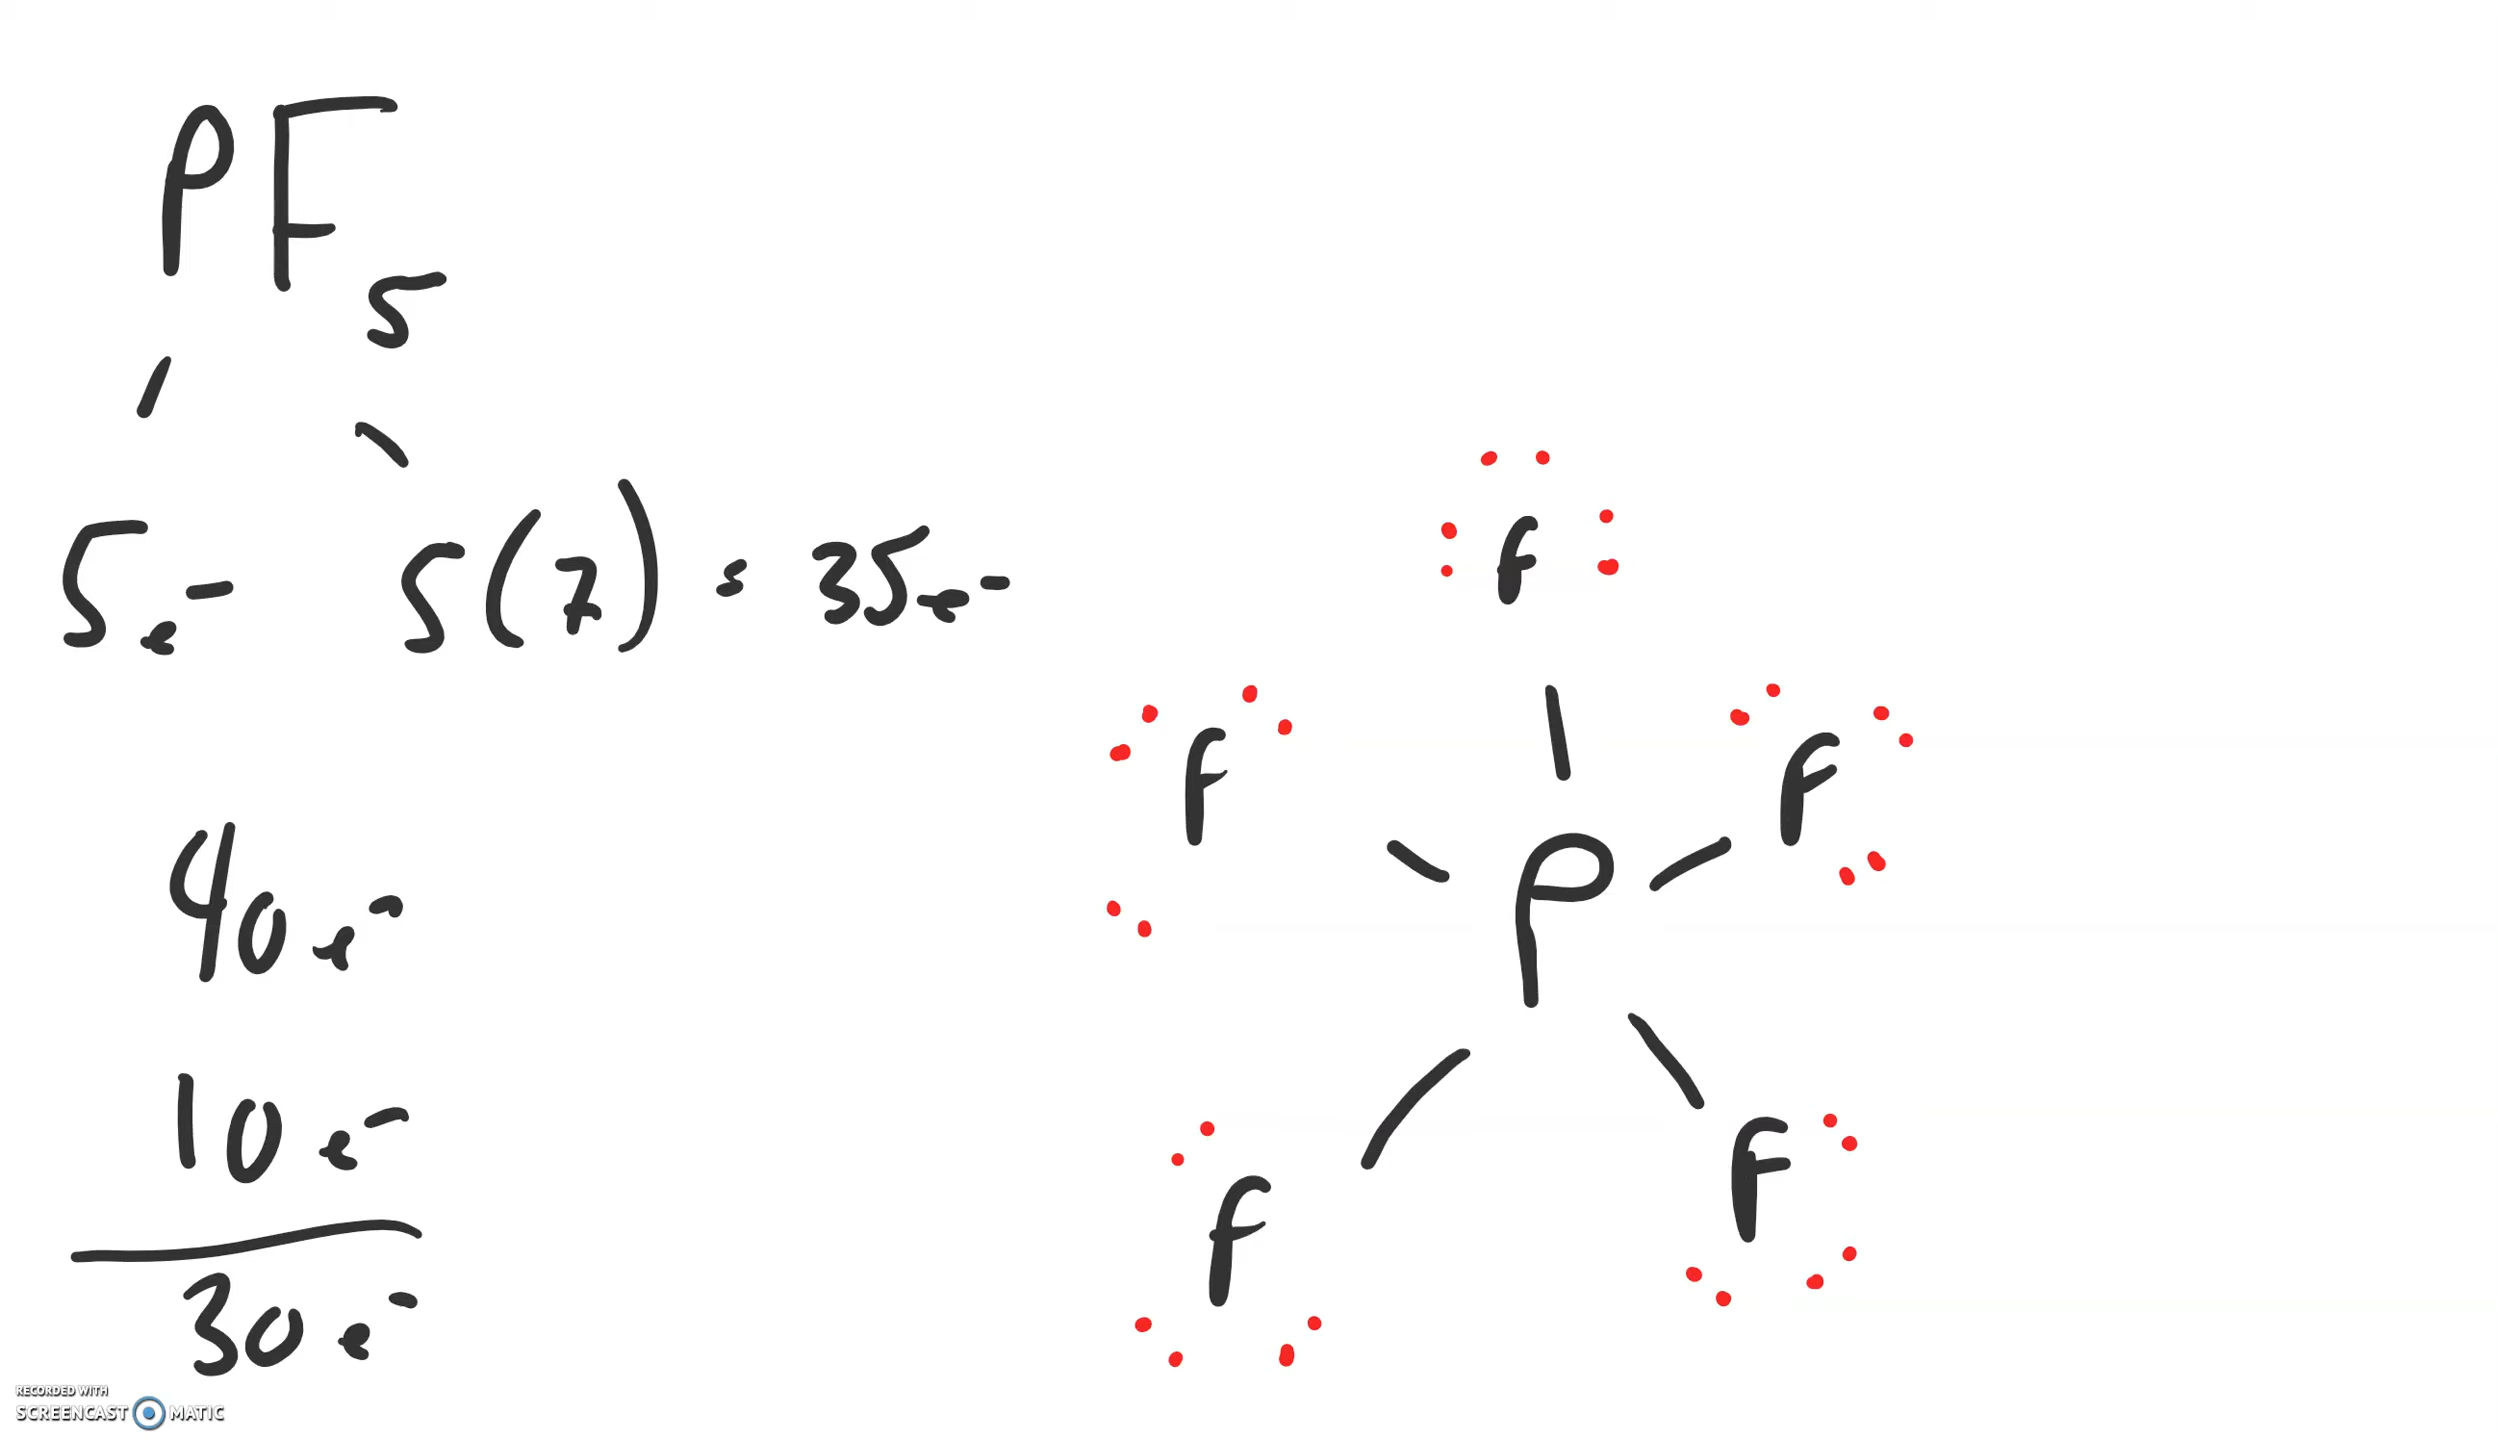 PF5
5e- 5(7) = 35e-
40e-
10e-
30e-
F
F F
P
F F
RECORDED WITH
SCREENCAST MATIC